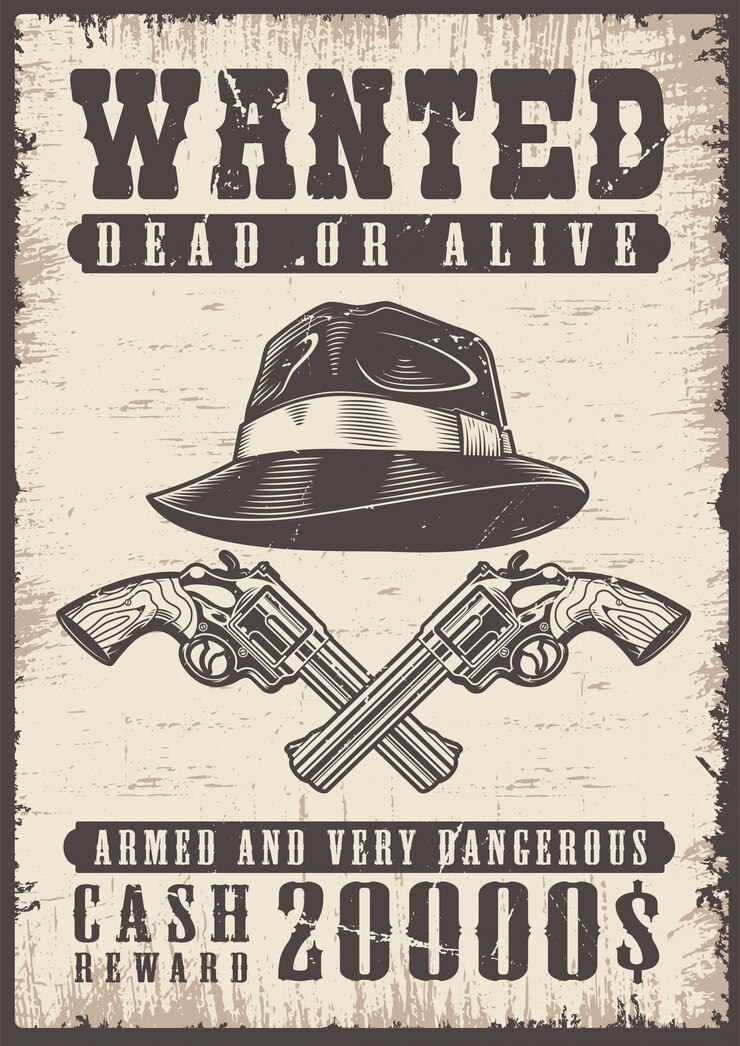 WANTED
DEAD OR ALIVE
ARMED AND VERY DANGEROUS
CASH 20000$
REWARD